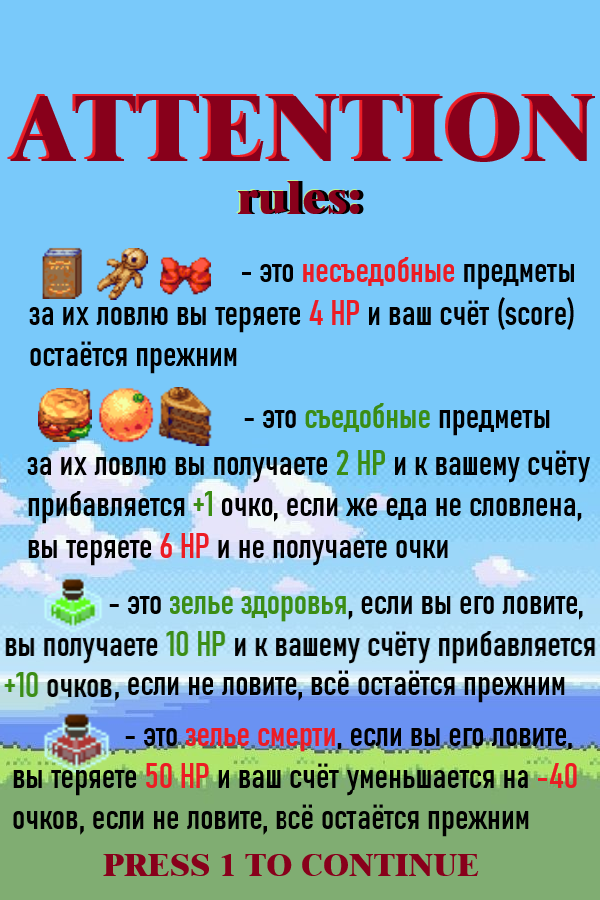 ATTENTION
rules:
- это несъедобные предметы
за их ловлю вы теряете 4 HP и ваш счёт (score)
остаётся прежним
- это съедобные предметы
за их ловлю вы получаете 2 HP и к вашему счёту
прибавляется +1 очко, если же еда не словлена,
вы теряете 6 HP и не получаете очки
- это зелье здоровья, если вы его ловите,
вы получаете 10 HP и к вашему счёту прибавляется
+10 очков, если не ловите, всё остаётся прежним
- это зелье смерти, если вы его ловите,
вы теряете 50 HP и ваш счёт уменьшается на -40
очков, если не ловите, всё остаётся прежним
PRESS 1 TO CONTINUE